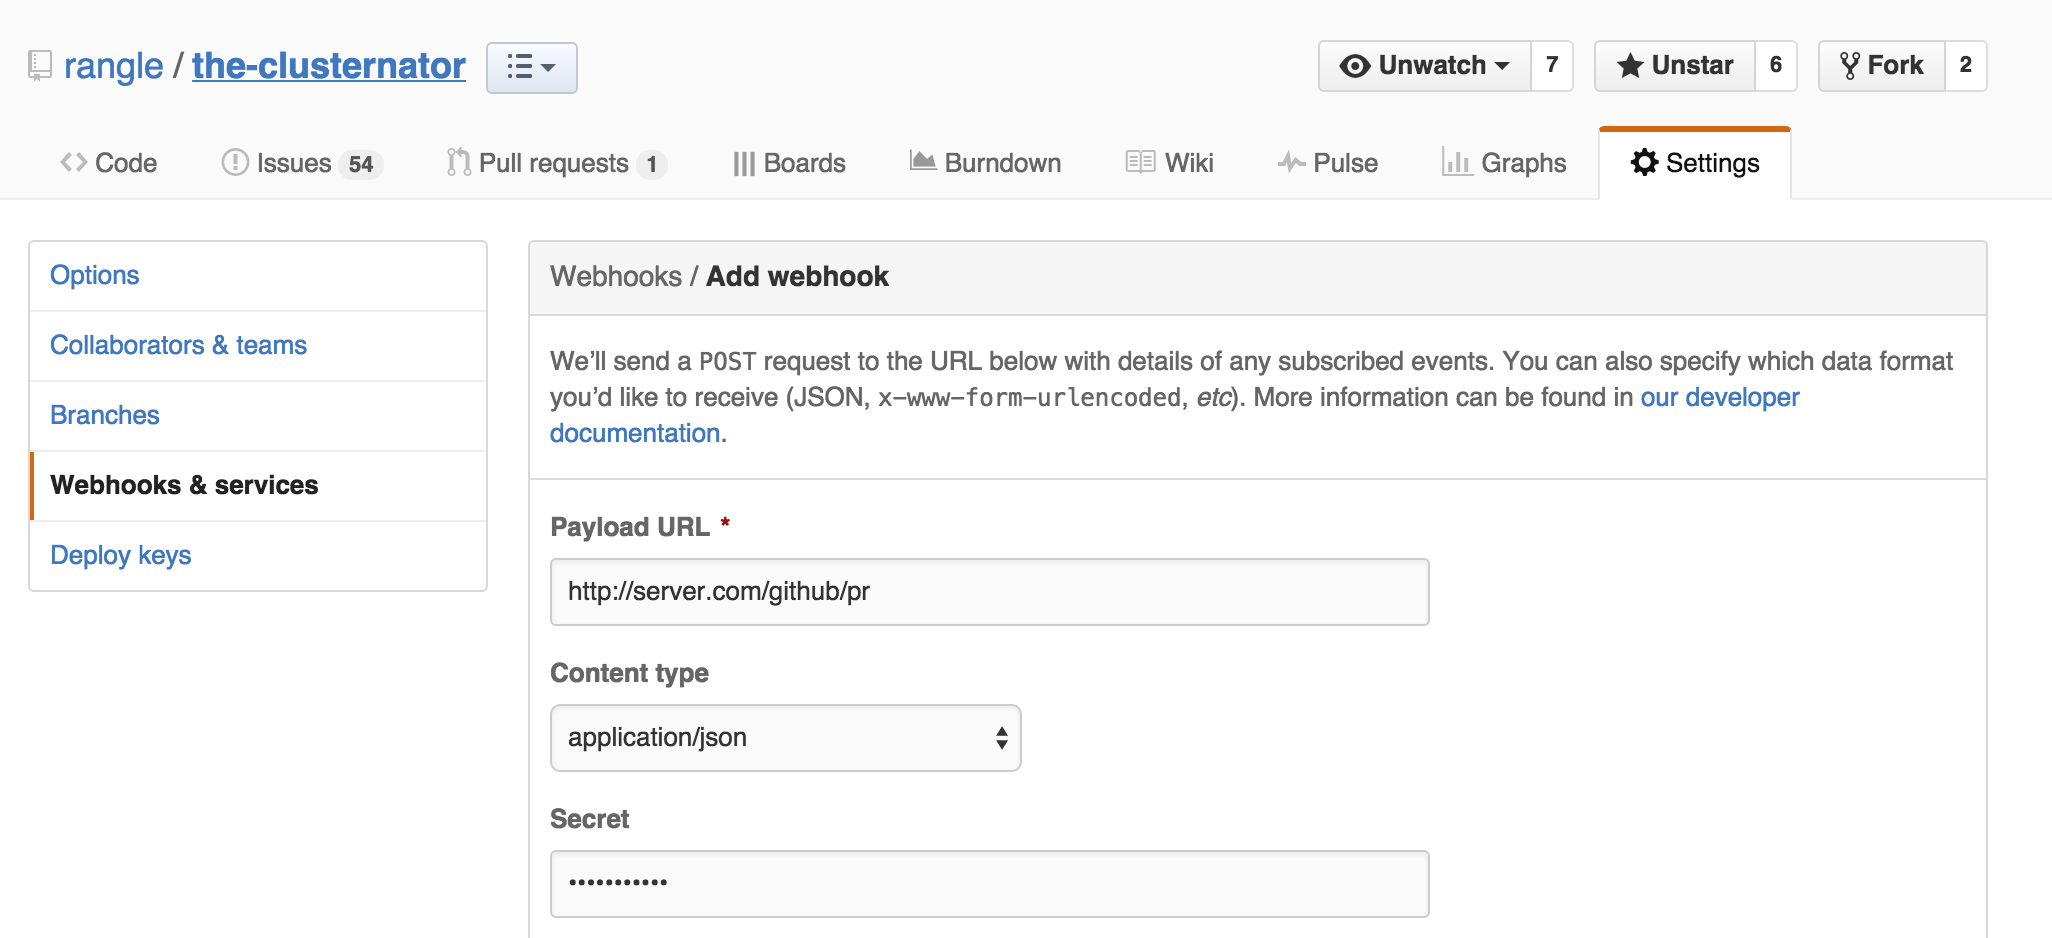 rangle / the-clusternator
Unwatch 7 Unstar 6 Fork 2
Code Issues 54 Pull requests 1 Boards Burndown Wiki Pulse Graphs Settings
Options
Collaborators & teams
Branches
Webhooks & services
Deploy keys
Webhooks / Add webhook
We’ll send a POST request to the URL below with details of any subscribed events. You can also specify which data format
you’d like to receive (JSON, x-www-form-urlencoded, etc). More information can be found in our developer
documentation.
Payload URL *
http://server.com/github/pr
Content type
application/json
Secret
•••••••••••